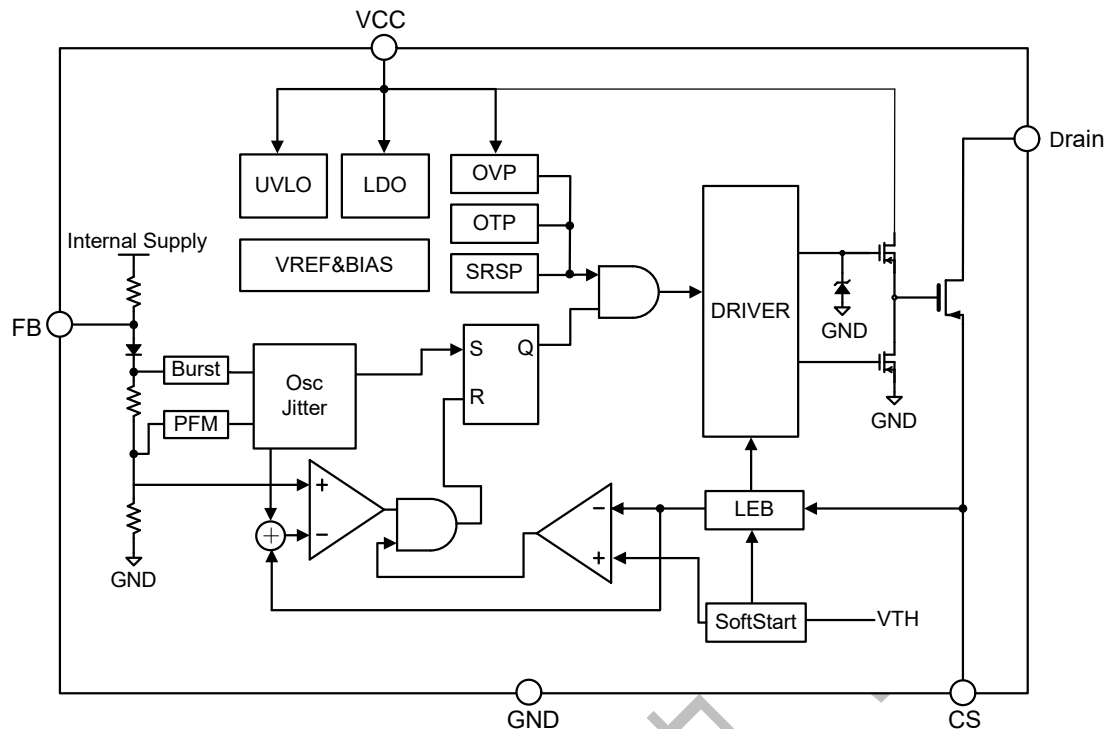 VCC
Drain
UVLO
LDO
OVP
OTP
SRSP
VREF&BIAS
Internal Supply
FB
Burst
PFM
Osc
Jitter
S
Q
R
DRIVER
GND
GND
+
−
+
GND
−
+
LEB
SoftStart
VTH
GND
CS